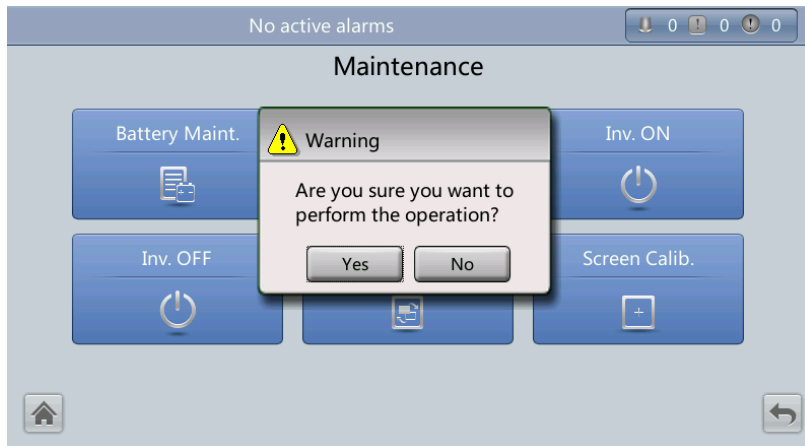 No active alarms
0 0 0
Maintenance
Battery Maint.
Inv. ON
Warning
Are you sure you want to
perform the operation?
Yes No
Inv. OFF
Screen Calib.